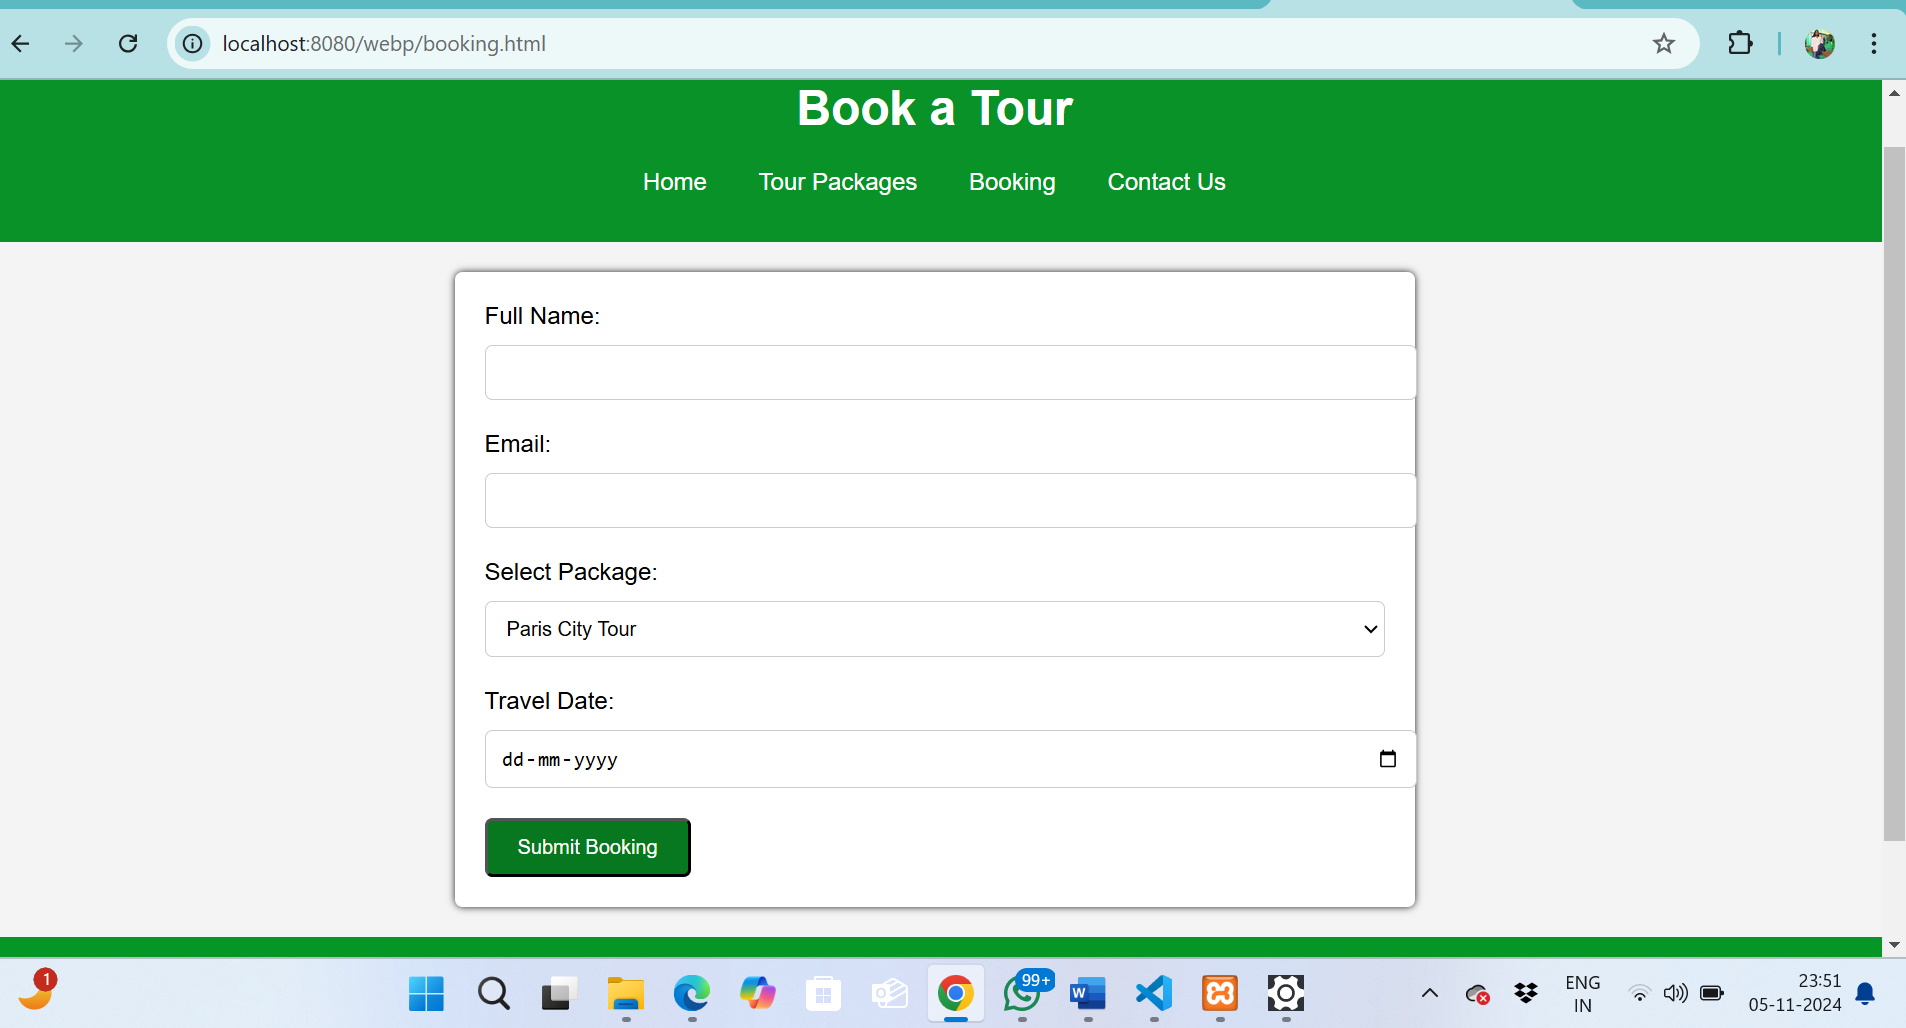 localhost:8080/webp/booking.html
Book a Tour
Home Tour Packages Booking Contact Us
Full Name:
Email:
Select Package:
Paris City Tour
Travel Date:
dd-mm-yyyy
Submit Booking
1
99+
W
ENG
IN
23:51
05-11-2024